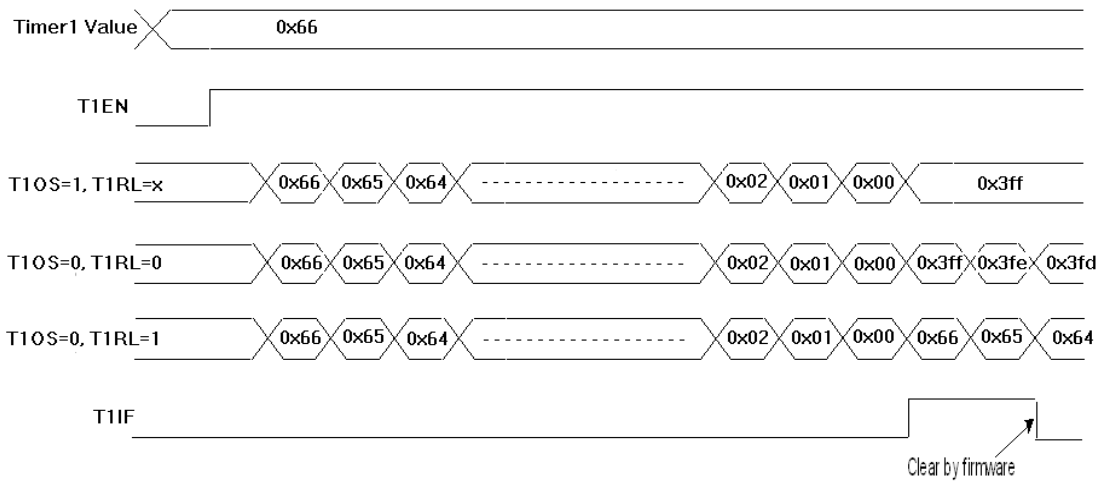 Timer1 Value 0x66
T1EN
T1OS=1, T1RL=x 0x66 0x65 0x64 0x02 0x01 0x00 0x3ff
T1OS=0, T1RL=0 0x66 0x65 0x64 0x02 0x01 0x00 0x3ff 0x3fe 0x3fd
T1OS=0, T1RL=1 0x66 0x65 0x64 0x02 0x01 0x00 0x66 0x65 0x64
T1IF
Clear by firmware